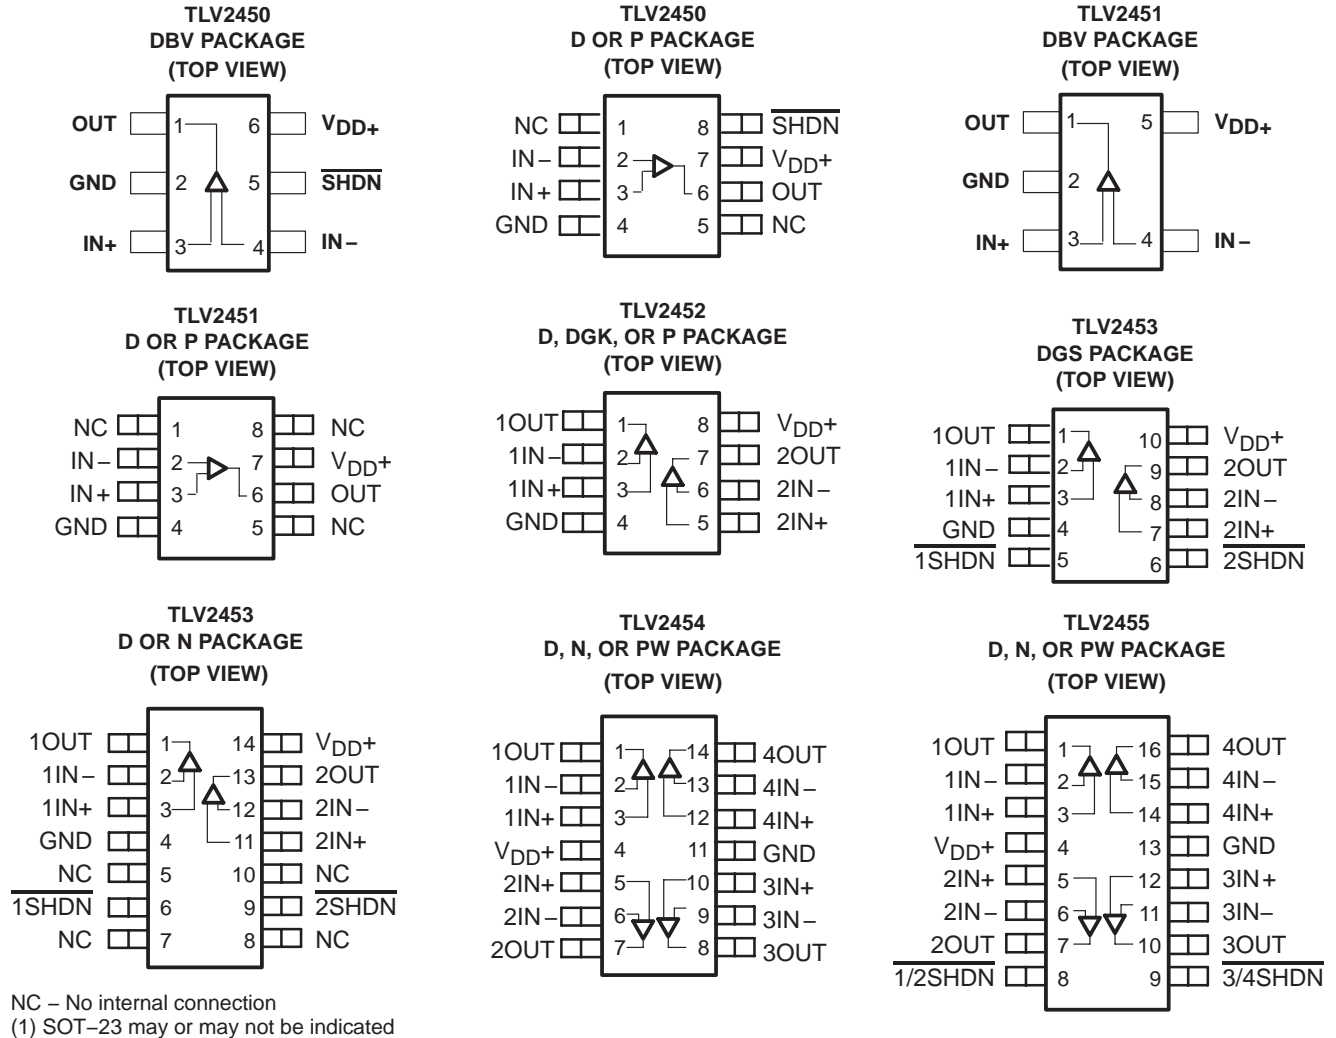 TLV2450
DBV PACKAGE
(TOP VIEW)
OUT 1 6 VDD+
GND 2 5 SHDN
IN+ 3 4 IN−
TLV2450
D OR P PACKAGE
(TOP VIEW)
NC 1 8 SHDN
IN− 2 7 VDD+
IN+ 3 6 OUT
GND 4 5 NC
TLV2451
DBV PACKAGE
(TOP VIEW)
OUT 1 5 VDD+
GND 2
IN+ 3 4 IN−
TLV2451
D OR P PACKAGE
(TOP VIEW)
NC 1 8 NC
IN− 2 7 VDD+
IN+ 3 6 OUT
GND 4 5 NC
TLV2452
D, DGK, OR P PACKAGE
(TOP VIEW)
1OUT 1 8 VDD+
1IN− 2 7 2OUT
1IN+ 3 6 2IN−
GND 4 5 2IN+
TLV2453
DGS PACKAGE
(TOP VIEW)
1OUT 1 10 VDD+
1IN− 2 9 2OUT
1IN+ 3 8 2IN−
GND 4 7 2IN+
1SHDN 5 6 2SHDN
TLV2453
D OR N PACKAGE
(TOP VIEW)
1OUT 1 14 VDD+
1IN− 2 13 2OUT
1IN+ 3 12 2IN−
GND 4 11 2IN+
NC 5 10 NC
1SHDN 6 9 2SHDN
NC 7 8 NC
TLV2454
D, N, OR PW PACKAGE
(TOP VIEW)
1OUT 1 14 4OUT
1IN− 2 13 4IN−
1IN+ 3 12 4IN+
VDD+ 4 11 GND
2IN+ 5 10 3IN+
2IN− 6 9 3IN−
2OUT 7 8 3OUT
TLV2455
D, N, OR PW PACKAGE
(TOP VIEW)
1OUT 1 16 4OUT
1IN− 2 15 4IN−
1IN+ 3 14 4IN+
VDD+ 4 13 GND
2IN+ 5 12 3IN+
2IN− 6 11 3IN−
2OUT 7 10 3OUT
1/2SHDN 8 9 3/4SHDN
NC − No internal connection
(1) SOT−23 may or may not be indicated